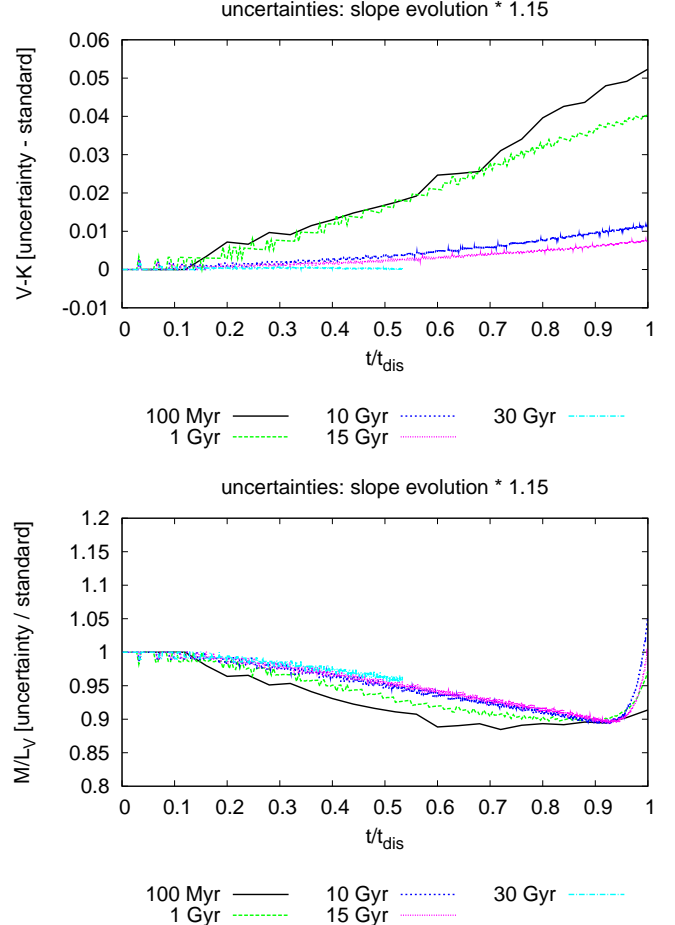 uncertainties: slope evolution * 1.15
V-K [uncertainty - standard]
0.06
0.05
0.04
0.03
0.02
0.01
0
-0.01
0 0.1 0.2 0.3 0.4 0.5 0.6 0.7 0.8 0.9 1
t/t_dis
100 Myr 10 Gyr 30 Gyr
1 Gyr 15 Gyr
uncertainties: slope evolution * 1.15
M/L_V [uncertainty / standard]
1.2
1.15
1.1
1.05
1
0.95
0.9
0.85
0.8
0 0.1 0.2 0.3 0.4 0.5 0.6 0.7 0.8 0.9 1
t/t_dis
100 Myr 10 Gyr 30 Gyr
1 Gyr 15 Gyr